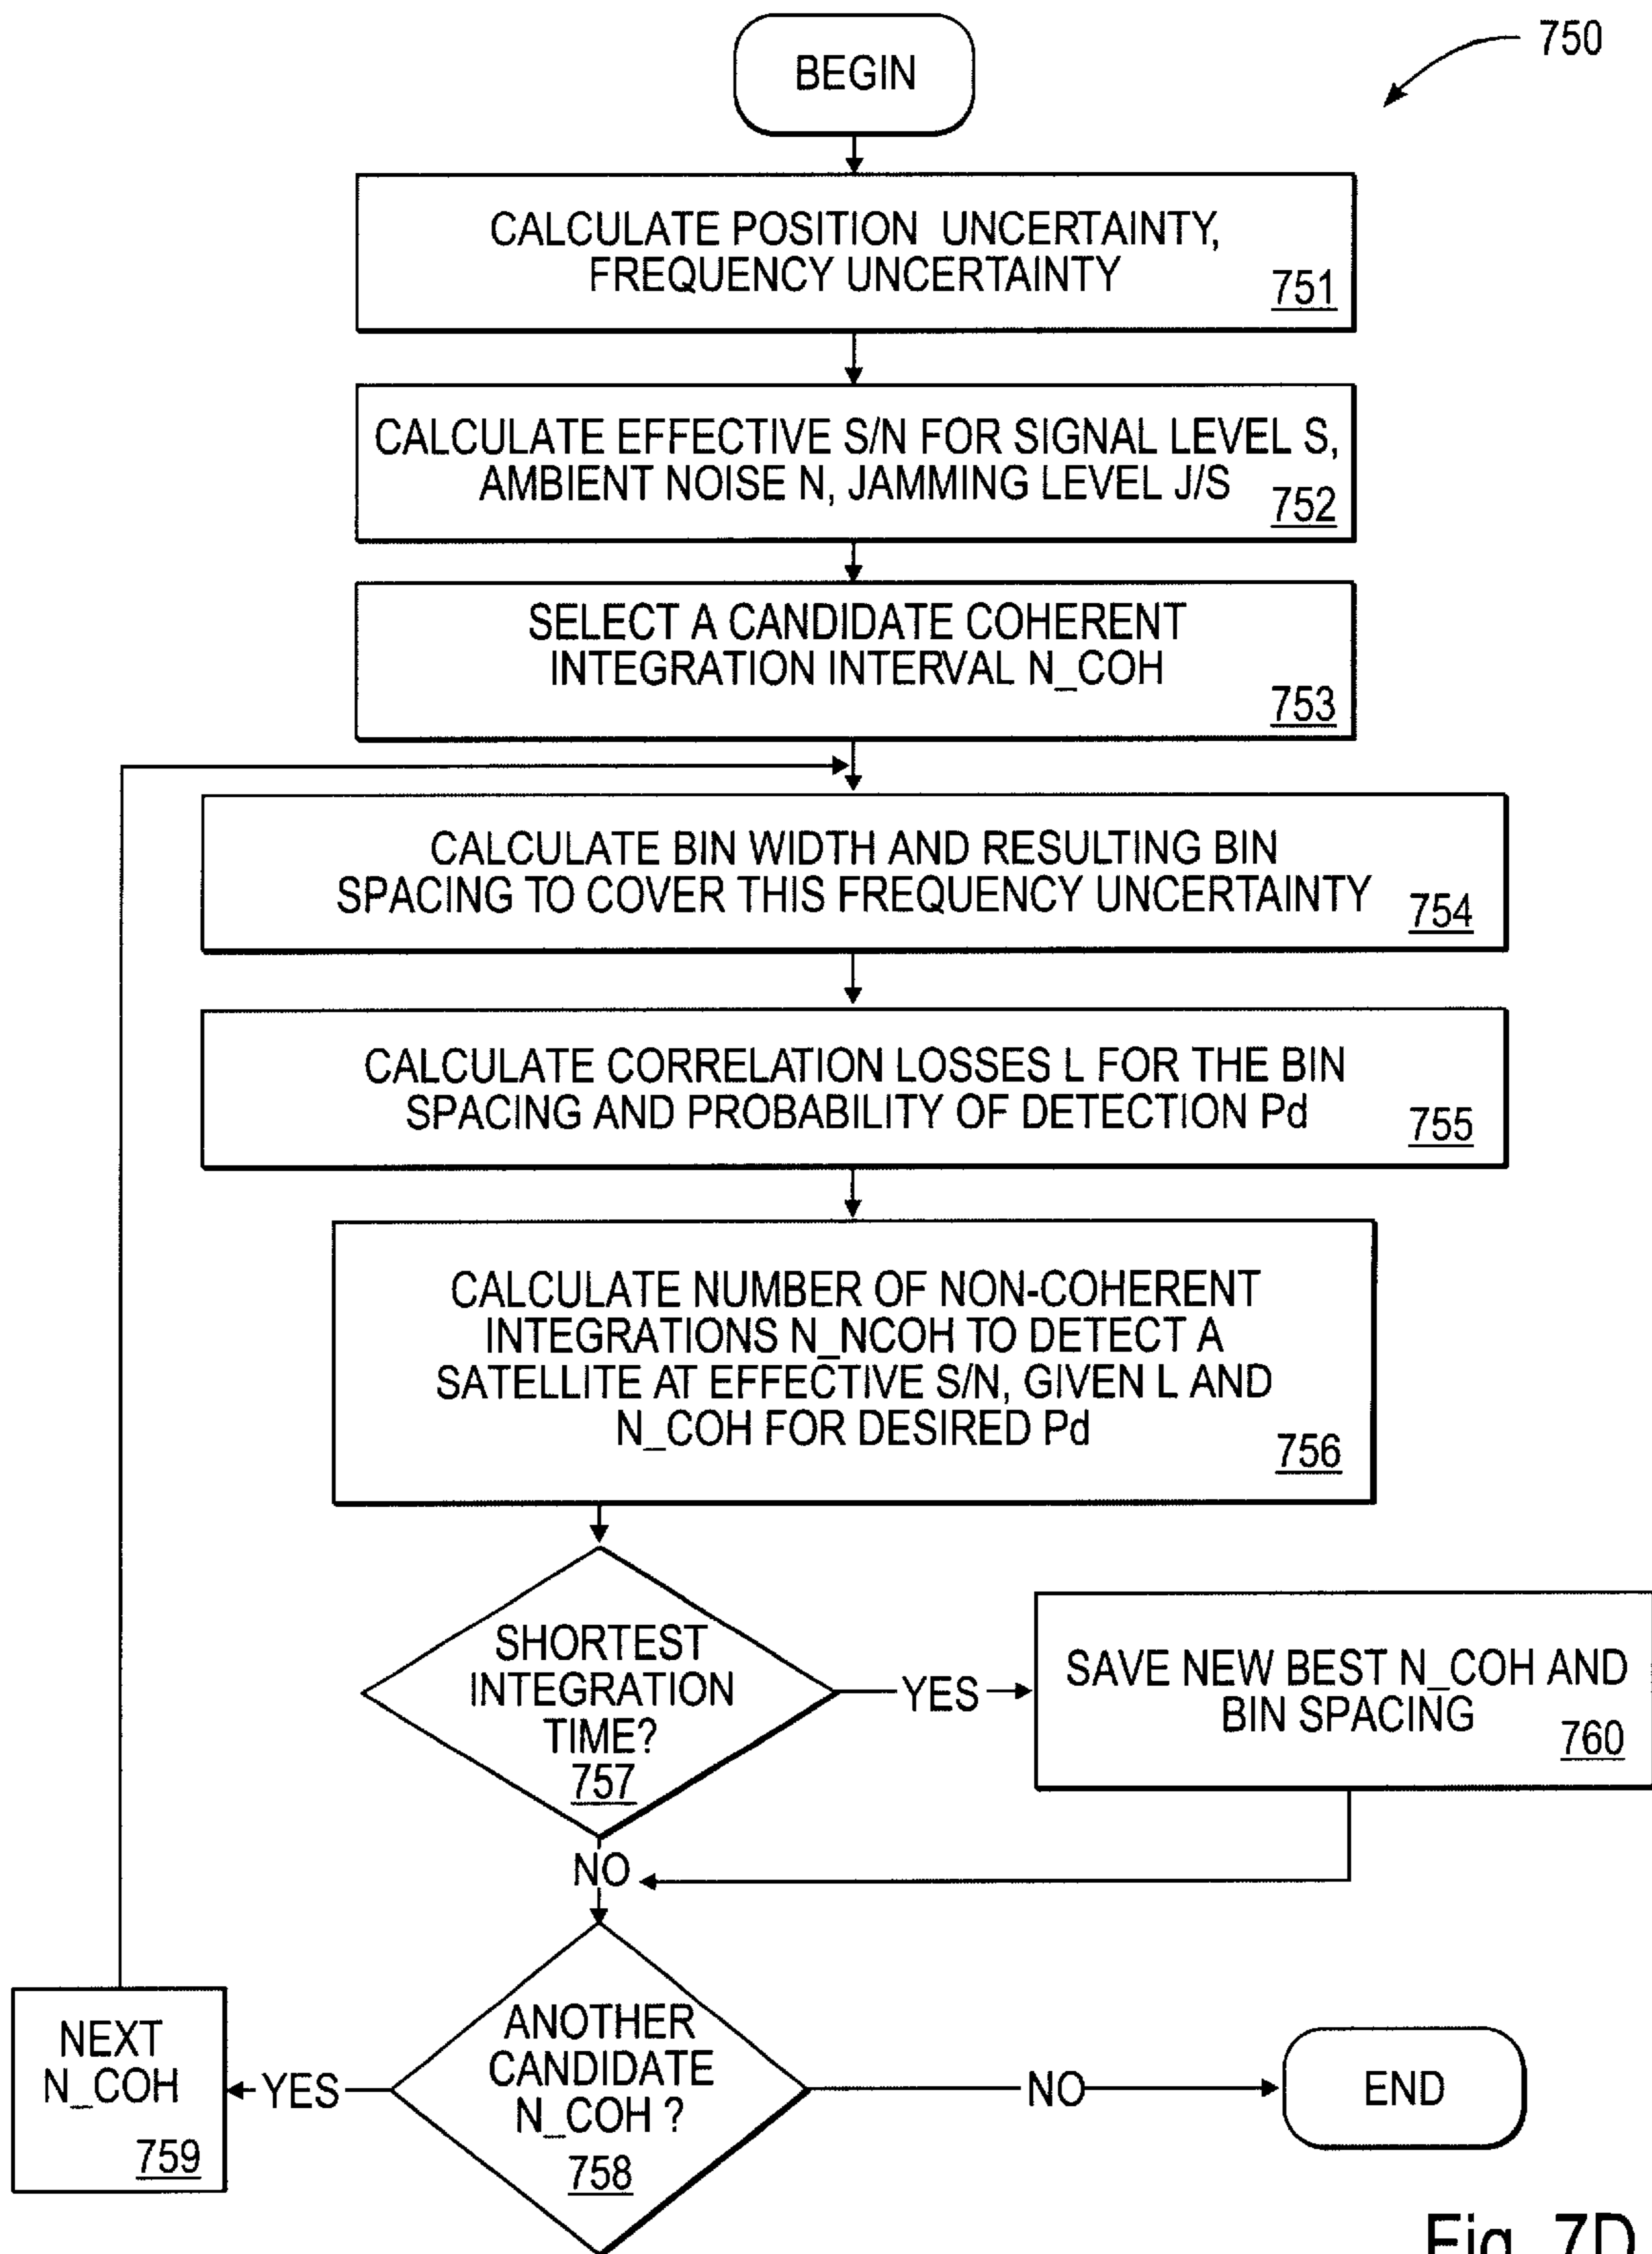 750
BEGIN
CALCULATE POSITION UNCERTAINTY,
FREQUENCY UNCERTAINTY
751
CALCULATE EFFECTIVE S/N FOR SIGNAL LEVEL S,
AMBIENT NOISE N, JAMMING LEVEL J/S
752
SELECT A CANDIDATE COHERENT
INTEGRATION INTERVAL N_COH
753
CALCULATE BIN WIDTH AND RESULTING BIN
SPACING TO COVER THIS FREQUENCY UNCERTAINTY
754
CALCULATE CORRELATION LOSSES L FOR THE BIN
SPACING AND PROBABILITY OF DETECTION Pd
755
CALCULATE NUMBER OF NON-COHERENT
INTEGRATIONS N_NCOH TO DETECT A
SATELLITE AT EFFECTIVE S/N, GIVEN L AND
N_COH FOR DESIRED Pd
756
SHORTEST
INTEGRATION
TIME?
757
YES
SAVE NEW BEST N_COH AND
BIN SPACING
760
NO
ANOTHER
CANDIDATE
N_COH ?
758
YES
NEXT
N_COH
759
NO
END
Fig. 7D